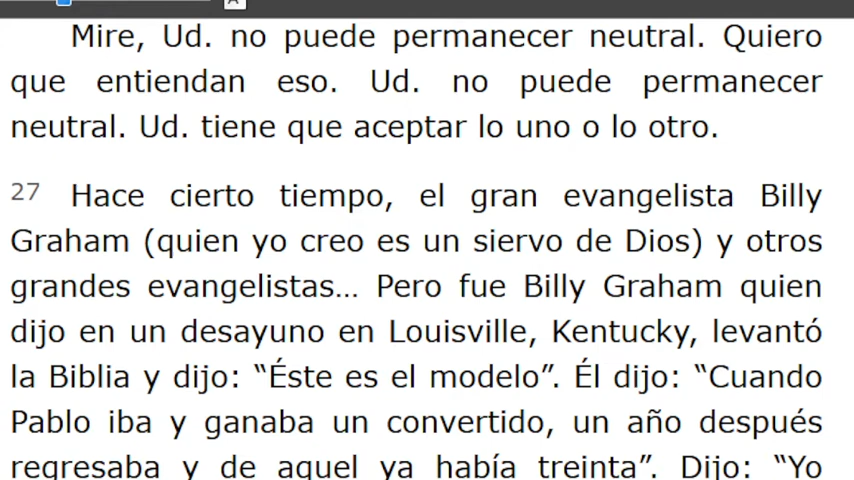 Mire, Ud. no puede permanecer neutral. Quiero
que entiendan eso. Ud. no puede permanecer
neutral. Ud. tiene que aceptar lo uno o lo otro.
27 Hace cierto tiempo, el gran evangelista Billy
Graham (quien yo creo es un siervo de Dios) y otros
grandes evangelistas... Pero fue Billy Graham quien
dijo en un desayuno en Louisville, Kentucky, levantó
la Biblia y dijo: “Éste es el modelo”. Él dijo: “Cuando
Pablo iba y ganaba un convertido, un año después
regresaba y de aquel ya había treinta”. Dijo: “Yo